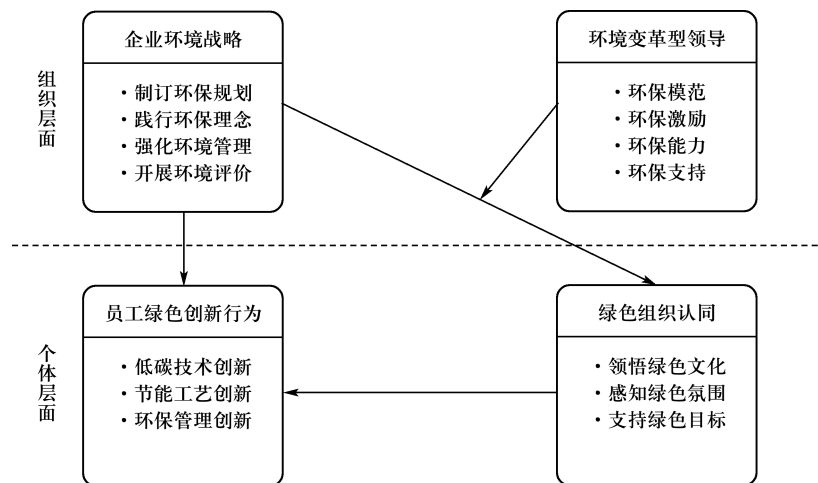 组织层面
企业环境战略
• 制订环保规划
• 践行环保理念
• 强化环境管理
• 开展环境评价
环境变革型领导
• 环保模范
• 环保激励
• 环保能力
• 环保支持
个体层面
员工绿色创新行为
• 低碳技术创新
• 节能工艺创新
• 环保管理创新
绿色组织认同
• 领悟绿色文化
• 感知绿色氛围
• 支持绿色目标